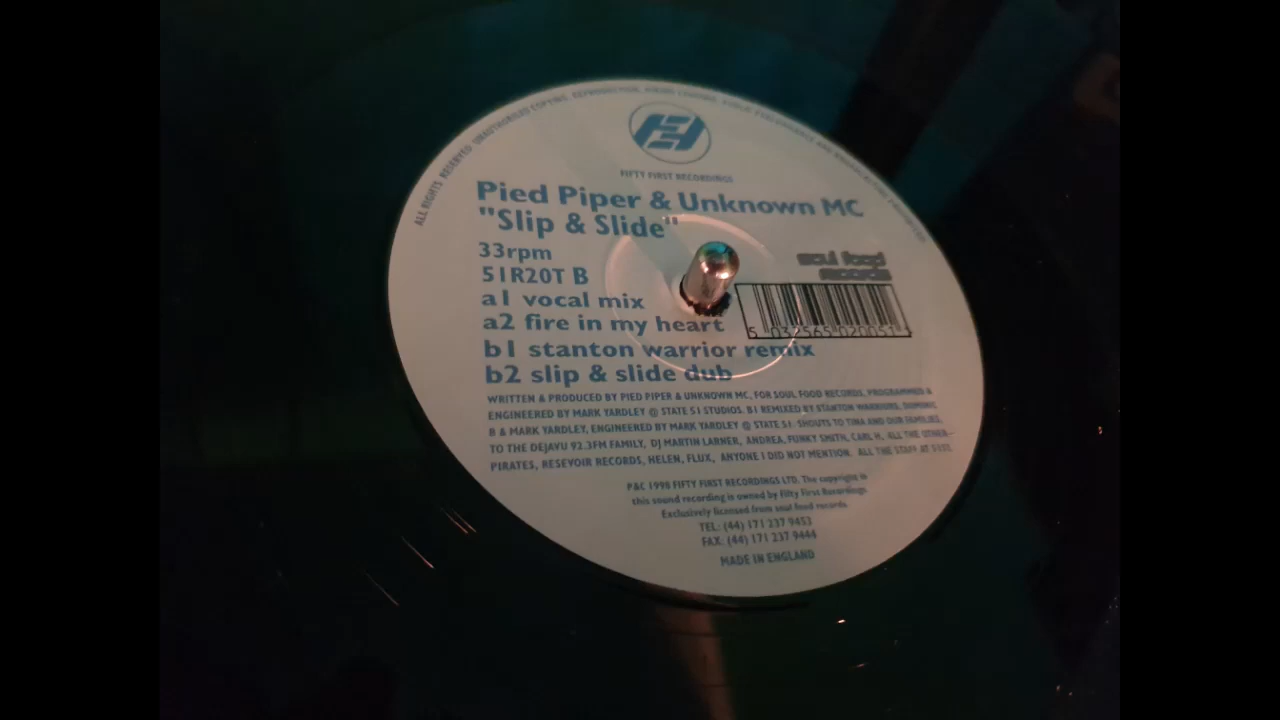 ALL RIGHTS RESERVED. UNAUTHORISED COPYING, REPRODUCTION,
FIFTY FIRST RECORDINGS
Pied Piper & Unknown MC
"Slip & Slide"
33rpm
soul food
records
51R20T B
a1 vocal mix
a2 fire in my heart
5 032565 020051
b1 stanton warrior remix
b2 slip & slide dub
WRITTEN & PRODUCED BY PIED PIPER & UNKNOWN MC, FOR SOUL FOOD RECORDS. PROGRAMMED &
ENGINEERED BY MARK YARDLEY @ STATE 51 STUDIOS. B1 REMIXED BY STANTON WARRIORS, DOMINIC
B & MARK YARDLEY, ENGINEERED BY MARK YARDLEY @ STATE 51. SHOUTS TO TINA AND OUR FAMILIES,
TO THE DEJAVU 92.3FM FAMILY, DJ MARTIN LARNER, ANDREA, FUNKY SMITH, CARL H, ALL THE OTHER
PIRATES, RESEVOIR RECORDS, HELEN, FLUX, ANYONE I DID NOT MENTION. ALL THE STAFF AT 51ST.
P&C 1998 FIFTY FIRST RECORDINGS LTD. The copyright in
this sound recording is owned by Fifty First Recordings
Exclusively licensed from soul food records.
TEL: (44) 171 237 9453
FAX: (44) 171 237 9444
MADE IN ENGLAND